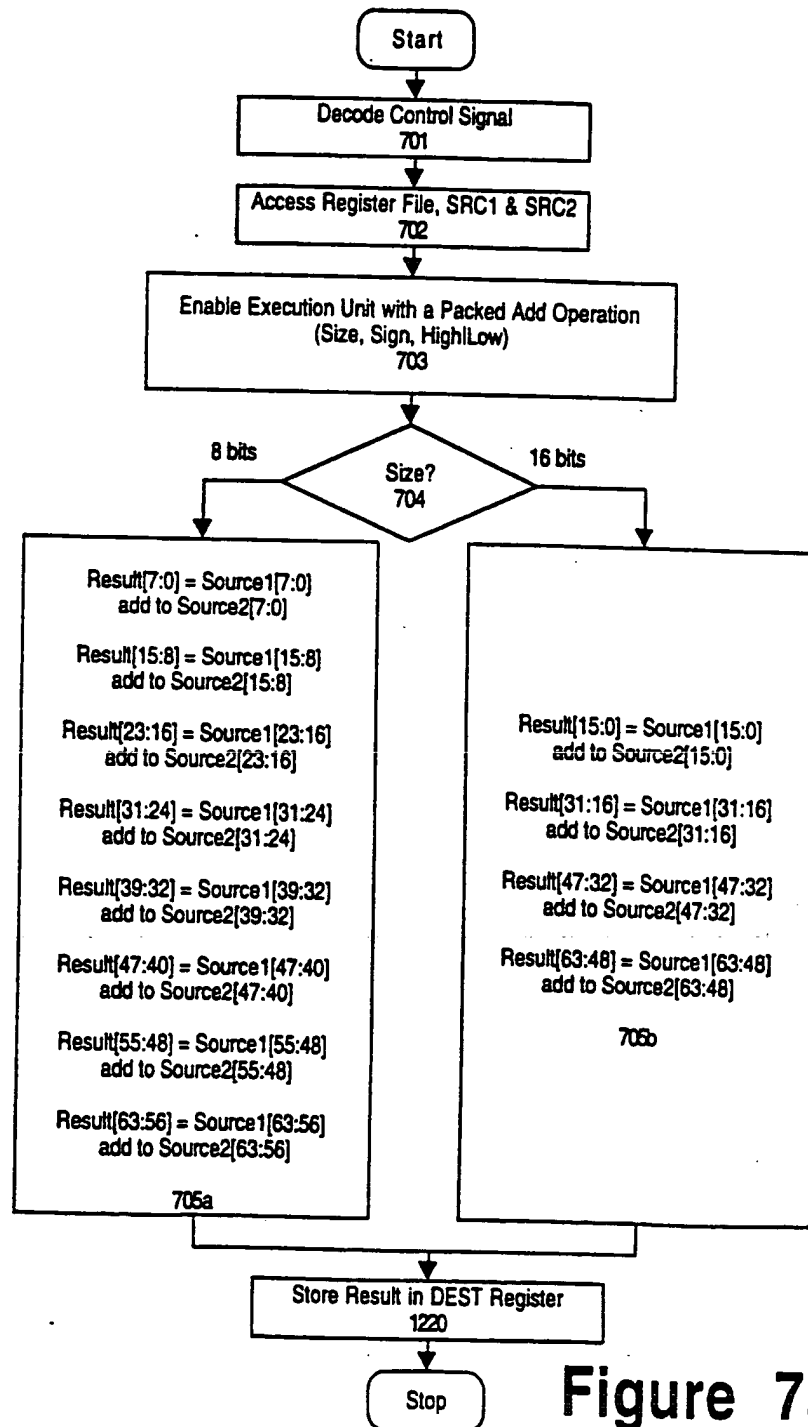 Start
Decode Control Signal
701
Access Register File, SRC1 & SRC2
702
Enable Execution Unit with a Packed Add Operation
(Size, Sign, High|Low)
703
8 bits
Size?
704
16 bits
Result[7:0] = Source1[7:0]
add to Source2[7:0]
Result[15:8] = Source1[15:8]
add to Source2[15:8]
Result[23:16] = Source1[23:16]
add to Source2[23:16]
Result[31:24] = Source1[31:24]
add to Source2[31:24]
Result[39:32] = Source1[39:32]
add to Source2[39:32]
Result[47:40] = Source1[47:40]
add to Source2[47:40]
Result[55:48] = Source1[55:48]
add to Source2[55:48]
Result[63:56] = Source1[63:56]
add to Source2[63:56]
705a
Result[15:0] = Source1[15:0]
add to Source2[15:0]
Result[31:16] = Source1[31:16]
add to Source2[31:16]
Result[47:32] = Source1[47:32]
add to Source2[47:32]
Result[63:48] = Source1[63:48]
add to Source2[63:48]
705b
Store Result in DEST Register
1220
Stop
Figure 7